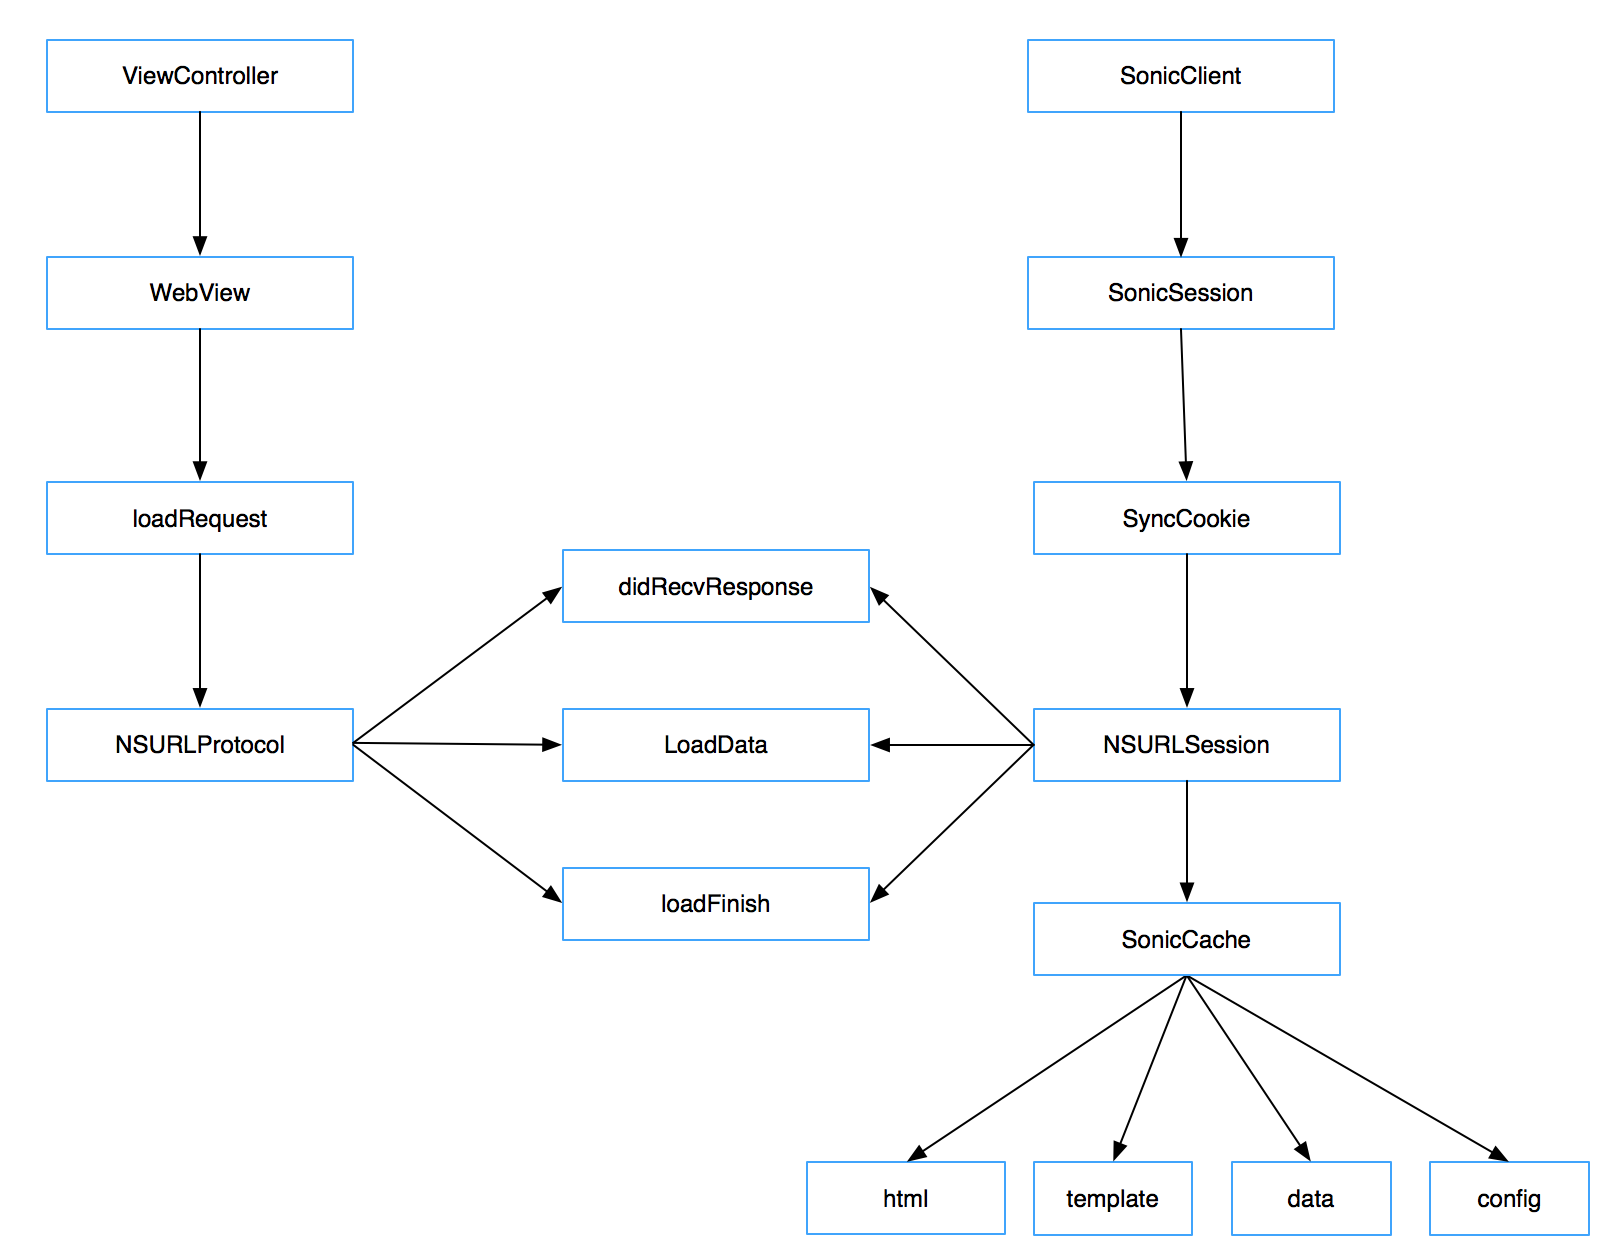 ViewController
SonicClient
WebView
SonicSession
loadRequest
SyncCookie
didRecvResponse
NSURLProtocol
LoadData
NSURLSession
loadFinish
SonicCache
html
template
data
config